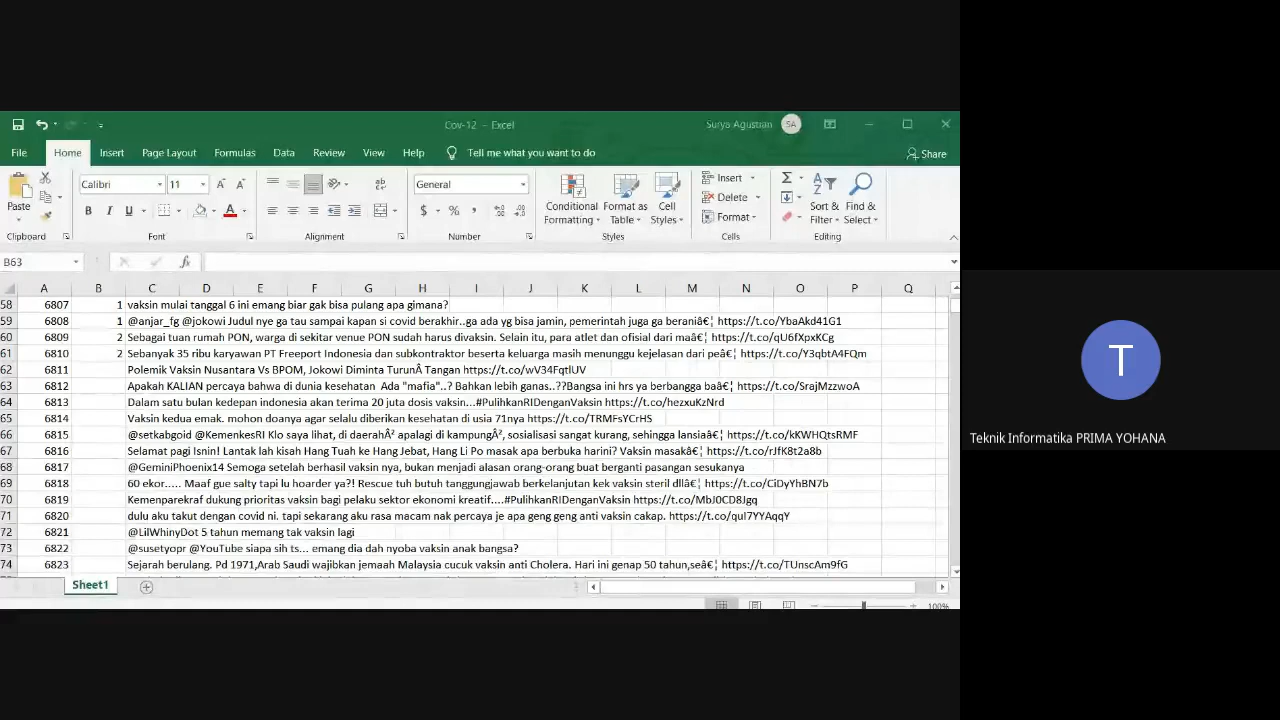 Cov-12 – Excel
Surya Agustian
SA
File Home Insert Page Layout Formulas Data Review View Help Tell me what you want to do
Share
Paste
Calibri 11
General
Conditional Formatting
Format as Table
Cell Styles
Insert
Delete
Format
Sort & Filter
Find & Select
Clipboard Font Alignment Number Styles Cells Editing
B63
A B C D E F G H I J K L M N O P Q
58 6807 1 vaksin mulai tanggal 6 ini emang biar gak bisa pulang apa gimana?
59 6808 1 @anjar_fg @jokowi Judul nye ga tau sampai kapan si covid berakhir..ga ada yg bisa jamin, pemerintah juga ga beraniâ€¦ https://t.co/YbaAkd41G1
60 6809 2 Sebagai tuan rumah PON, warga di sekitar venue PON sudah harus divaksin. Selain itu, para atlet dan ofisial dari maâ€¦ https://t.co/qU6fXpxKCg
61 6810 2 Sebanyak 35 ribu karyawan PT Freeport Indonesia dan subkontraktor beserta keluarga masih menunggu kejelasan dari peâ€¦ https://t.co/Y3qbtA4FQm
62 6811 Polemik Vaksin Nusantara Vs BPOM, Jokowi Diminta TurunÂ Tangan https://t.co/wV34FqtlUV
63 6812 Apakah KALIAN percaya bahwa di dunia kesehatan Ada "mafia"..? Bahkan lebih ganas..??Bangsa ini hrs ya berbangga baâ€¦ https://t.co/SrajMzzwoA
64 6813 Dalam satu bulan kedepan indonesia akan terima 20 juta dosis vaksin...#PulihkanRIDenganVaksin https://t.co/hezxuKzNrd
65 6814 Vaksin kedua emak. mohon doanya agar selalu diberikan kesehatan di usia 71nya https://t.co/TRMFsYCrHS
66 6815 @setkabgoid @KemenkesRI Klo saya lihat, di daerahÂ² apalagi di kampungÂ², sosialisasi sangat kurang, sehingga lansiaâ€¦ https://t.co/kKWHQtsRMF
67 6816 Selamat pagi Isnin! Lantak lah kisah Hang Tuah ke Hang Jebat, Hang Li Po masak apa berbuka harini? Vaksin masakâ€¦ https://t.co/rJfK8t2a8b
68 6817 @GeminiPhoenix14 Semoga setelah berhasil vaksin nya, bukan menjadi alasan orang-orang buat berganti pasangan sesukanya
69 6818 60 ekor..... Maaf gue salty tapi lu hoarder ya?! Rescue tuh butuh tanggungjawab berkelanjutan kek vaksin steril dllâ€¦ https://t.co/CiDyYhBN7b
70 6819 Kemenparekraf dukung prioritas vaksin bagi pelaku sektor ekonomi kreatif....#PulihkanRIDenganVaksin https://t.co/MbJ0CD8Jgq
71 6820 dulu aku takut dengan covid ni. tapi sekarang aku rasa macam nak percaya je apa geng geng anti vaksin cakap. https://t.co/qul7YYAqqY
72 6821 @LilWhinyDot 5 tahun memang tak vaksin lagi
73 6822 @susetyopr @YouTube siapa sih ts... emang dia dah nyoba vaksin anak bangsa?
74 6823 Sejarah berulang. Pd 1971,Arab Saudi wajibkan jemaah Malaysia cucuk vaksin anti Cholera. Hari ini genap 50 tahun,seâ€¦ https://t.co/TUnscAm9fG
Sheet1
100%
T
Teknik Informatika PRIMA YOHANA